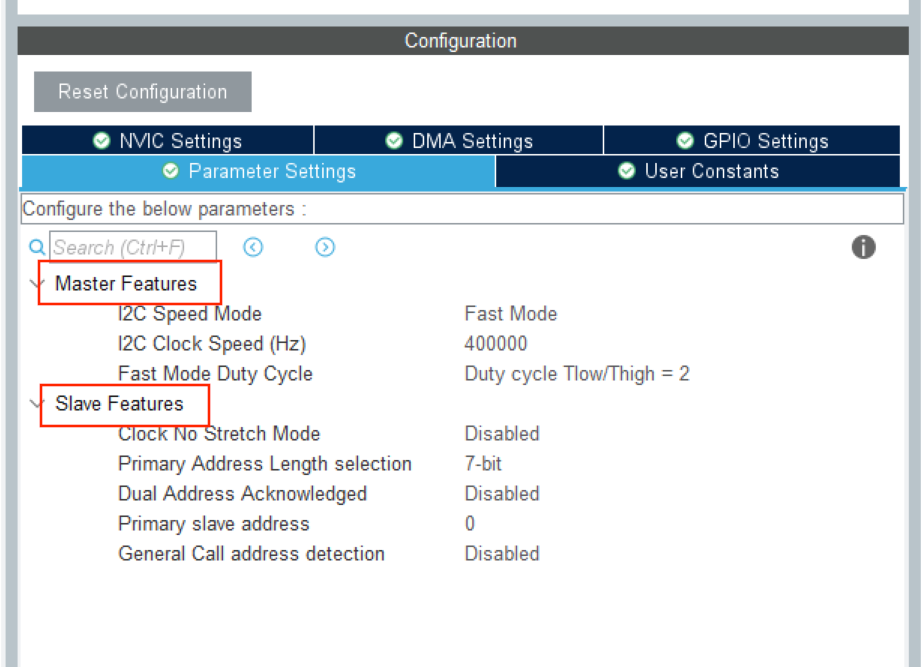 Configuration
Reset Configuration
NVIC Settings DMA Settings GPIO Settings
Parameter Settings User Constants
Configure the below parameters :
Search (Ctrl+F)
Master Features
I2C Speed Mode Fast Mode
I2C Clock Speed (Hz) 400000
Fast Mode Duty Cycle Duty cycle Tlow/Thigh = 2
Slave Features
Clock No Stretch Mode Disabled
Primary Address Length selection 7-bit
Dual Address Acknowledged Disabled
Primary slave address 0
General Call address detection Disabled